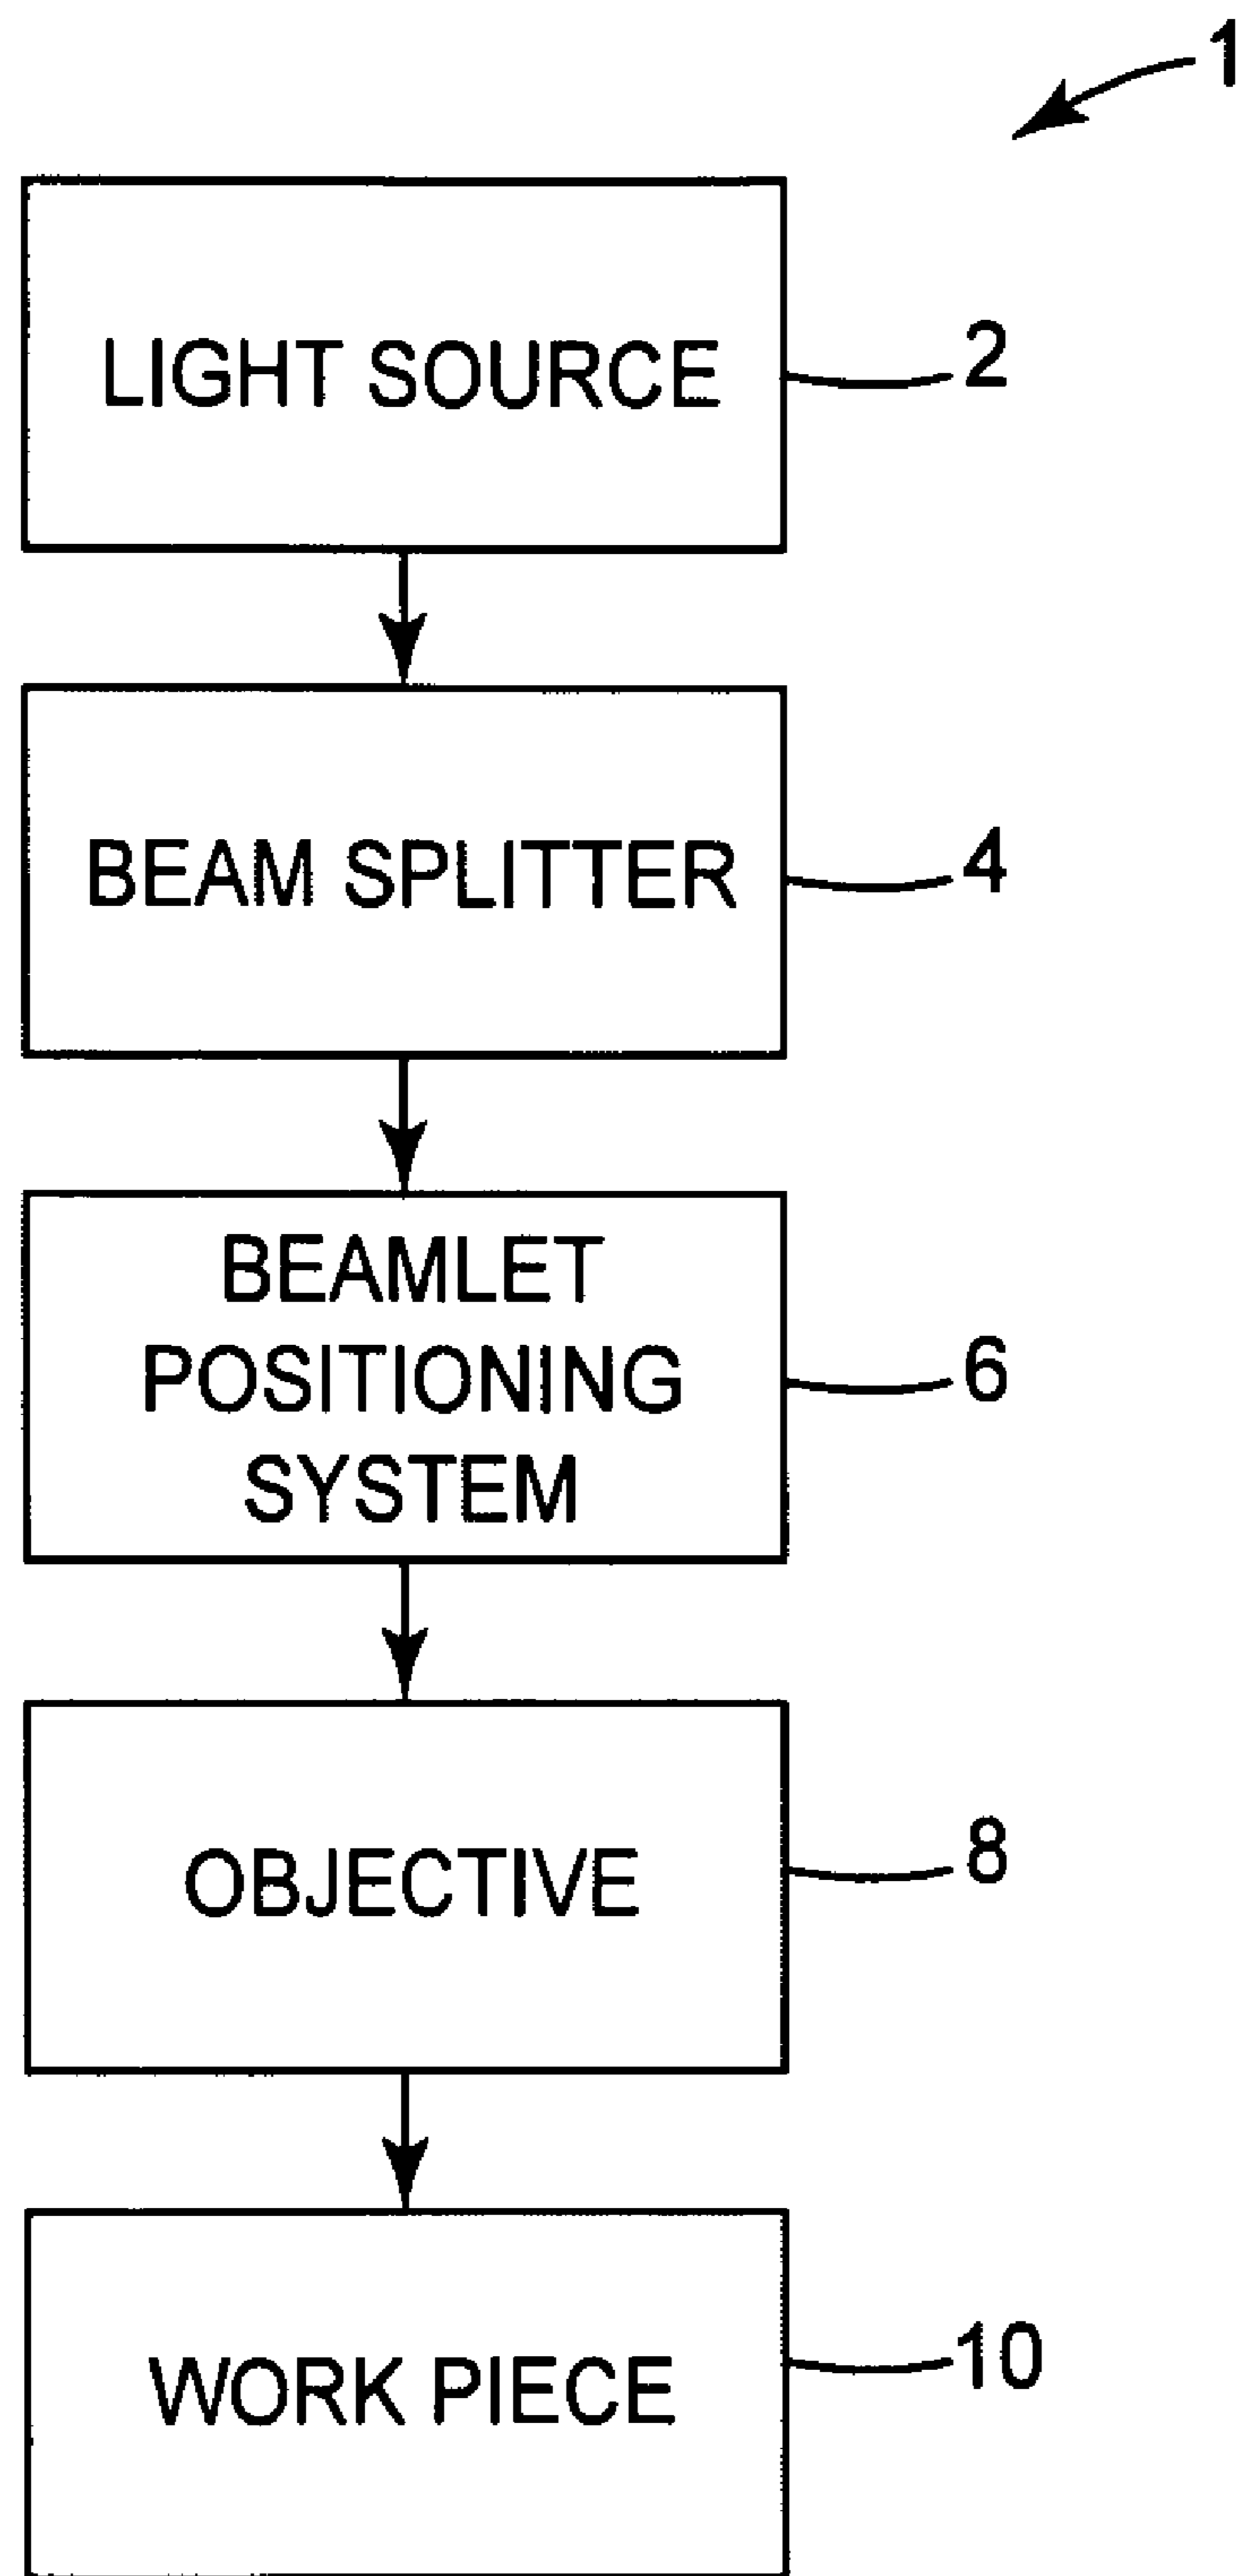 1
LIGHT SOURCE
2
BEAM SPLITTER
4
BEAMLET
POSITIONING
SYSTEM
6
OBJECTIVE
8
WORK PIECE
10